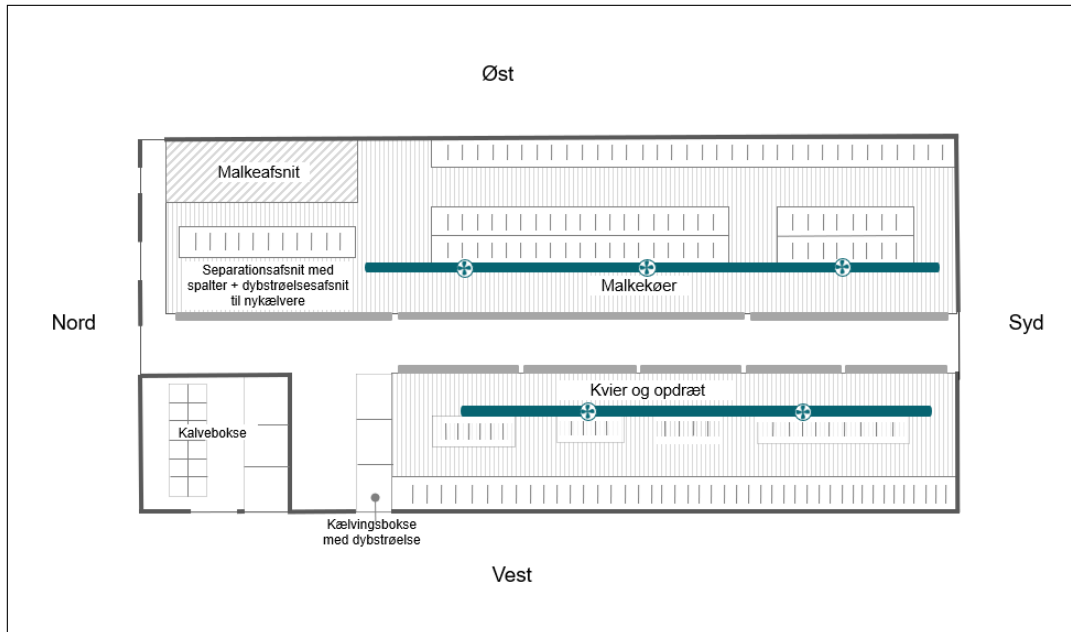 Øst
Malkeafsnit
Separationsafsnit med
spalter + dybstrøelsesafsnit
til nykælvere
Malkekøer
Nord
Syd
Kvier og opdræt
Kalvebokse
Kælvingsbokse
med dybstrøelse
Vest